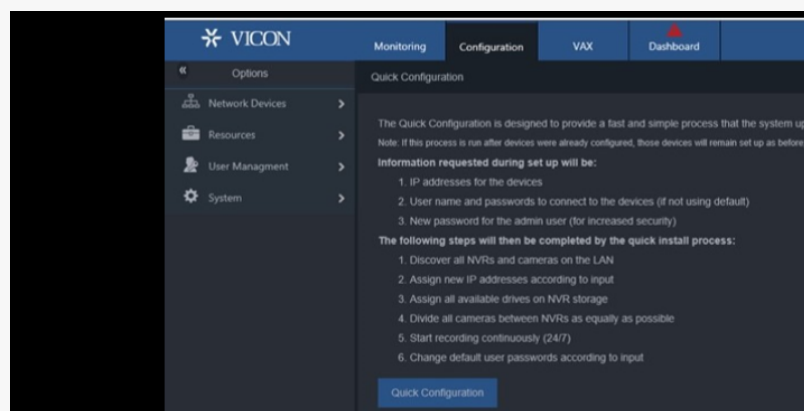 VICON
Monitoring
Configuration
VAX
Dashboard
«
Options
Quick Configuration
Network Devices
Resources
User Managment
System
The Quick Configuration is designed to provide a fast and simple process that the system up
Note: If this process is run after devices were already configured, those devices will remain set up as before
Information requested during set up will be:
1. IP addresses for the devices
2. User name and passwords to connect to the devices (if not using default)
3. New password for the admin user (for increased security)
The following steps will then be completed by the quick install process:
1. Discover all NVRs and cameras on the LAN
2. Assign new IP addresses according to input
3. Assign all available drives on NVR storage
4. Divide all cameras between NVRs as equally as possible
5. Start recording continuously (24/7)
6. Change default user passwords according to input
Quick Configuration